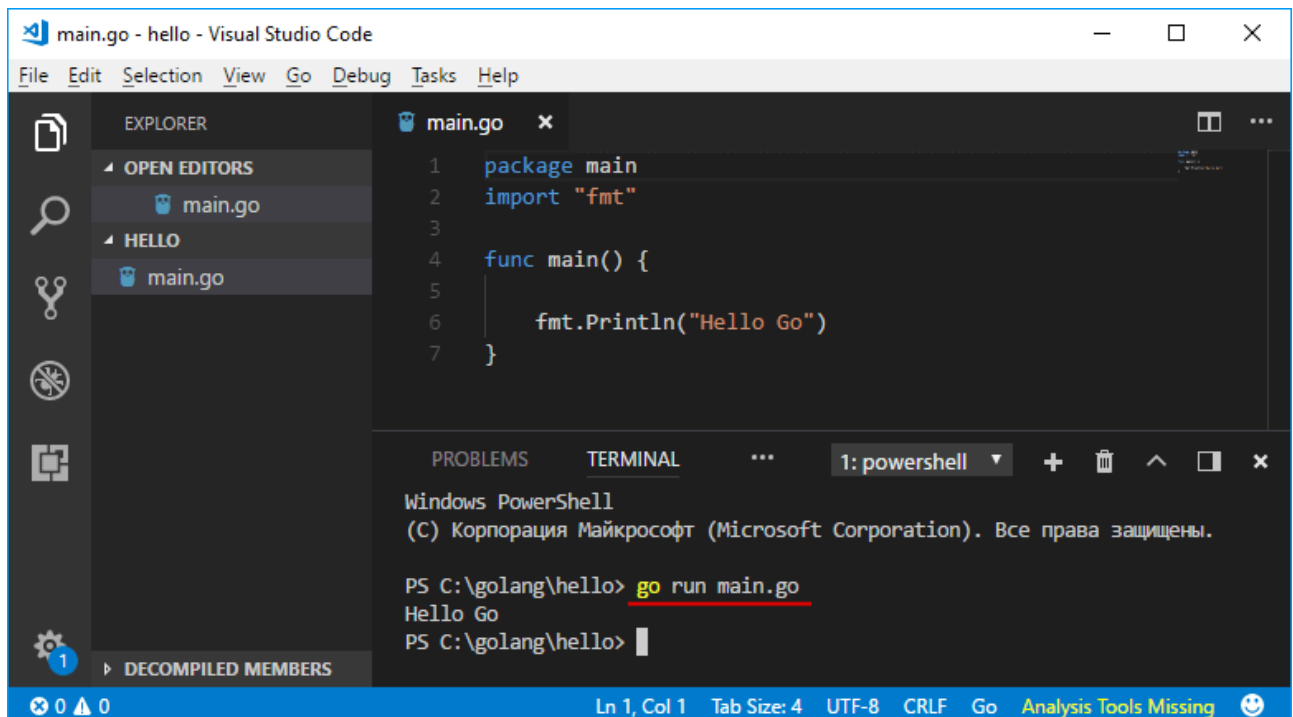 main.go - hello - Visual Studio Code
File Edit Selection View Go Debug Tasks Help
EXPLORER
OPEN EDITORS
main.go
HELLO
main.go
DECOMPILED MEMBERS
1
main.go
1 package main
2 import "fmt"
3
4 func main() {
5
6 fmt.Println("Hello Go")
7 }
PROBLEMS TERMINAL ... 1: powershell
Windows PowerShell
(C) Корпорация Майкрософт (Microsoft Corporation). Все права защищены.
PS C:\golang\hello> go run main.go
Hello Go
PS C:\golang\hello>
0 0 Ln 1, Col 1 Tab Size: 4 UTF-8 CRLF Go Analysis Tools Missing